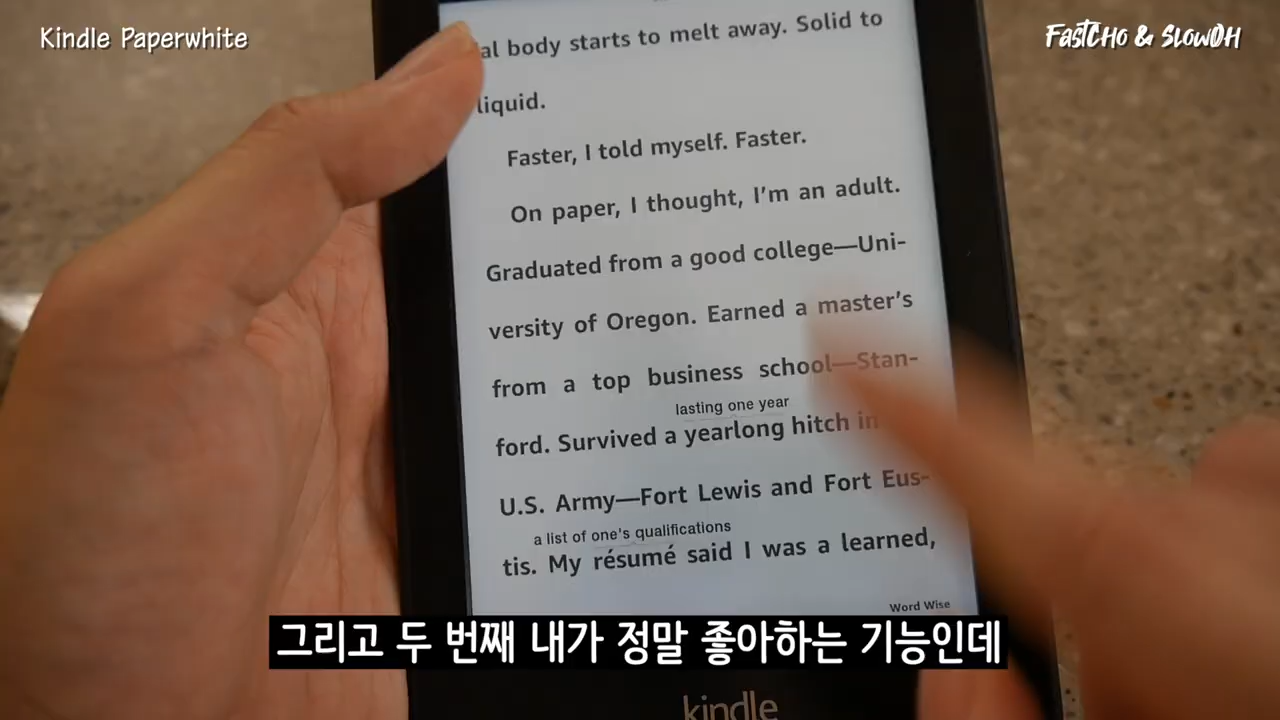 Kindle Paperwhite
FastCho & SlowOH
al body starts to melt away. Solid to
liquid.
Faster, I told myself. Faster.
On paper, I thought, I'm an adult.
Graduated from a good college—Uni-
versity of Oregon. Earned a master's
from a top business school—Stan-
lasting one year
ford. Survived a yearlong hitch in
U.S. Army—Fort Lewis and Fort Eus-
a list of one's qualifications
tis. My résumé said I was a learned,
Word Wise
그리고 두 번째 내가 정말 좋아하는 기능인데
kindle